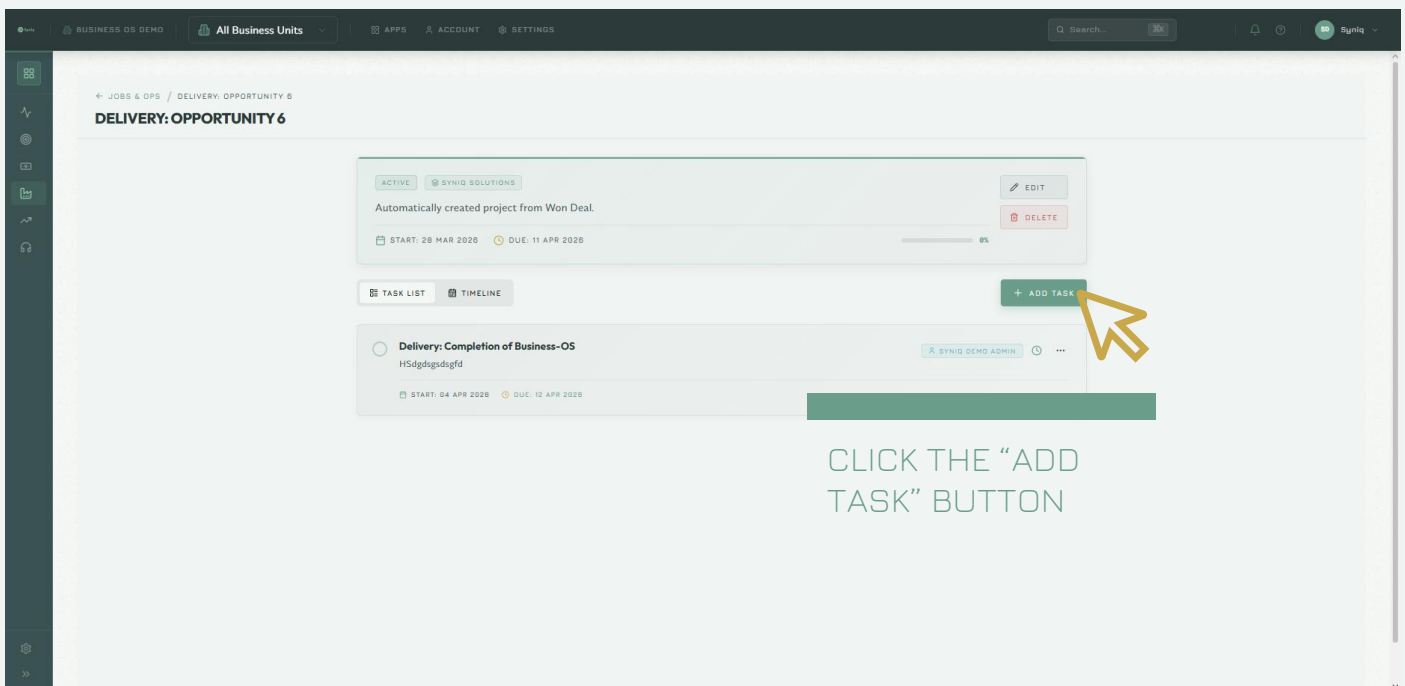 Syniq
BUSINESS OS DEMO
All Business Units
APPS
ACCOUNT
SETTINGS
Search...
⌘K
SD
Syniq
← JOBS & OPS / DELIVERY: OPPORTUNITY 6
DELIVERY: OPPORTUNITY 6
ACTIVE
SYNIQ SOLUTIONS
EDIT
Automatically created project from Won Deal.
DELETE
START: 28 MAR 2026
DUE: 11 APR 2026
0%
TASK LIST
TIMELINE
+ ADD TASK
Delivery: Completion of Business-OS
SYNIQ DEMO ADMIN
HSdgdsgsdsgfd
START: 04 APR 2026
DUE: 12 APR 2026
CLICK THE “ADD
TASK” BUTTON